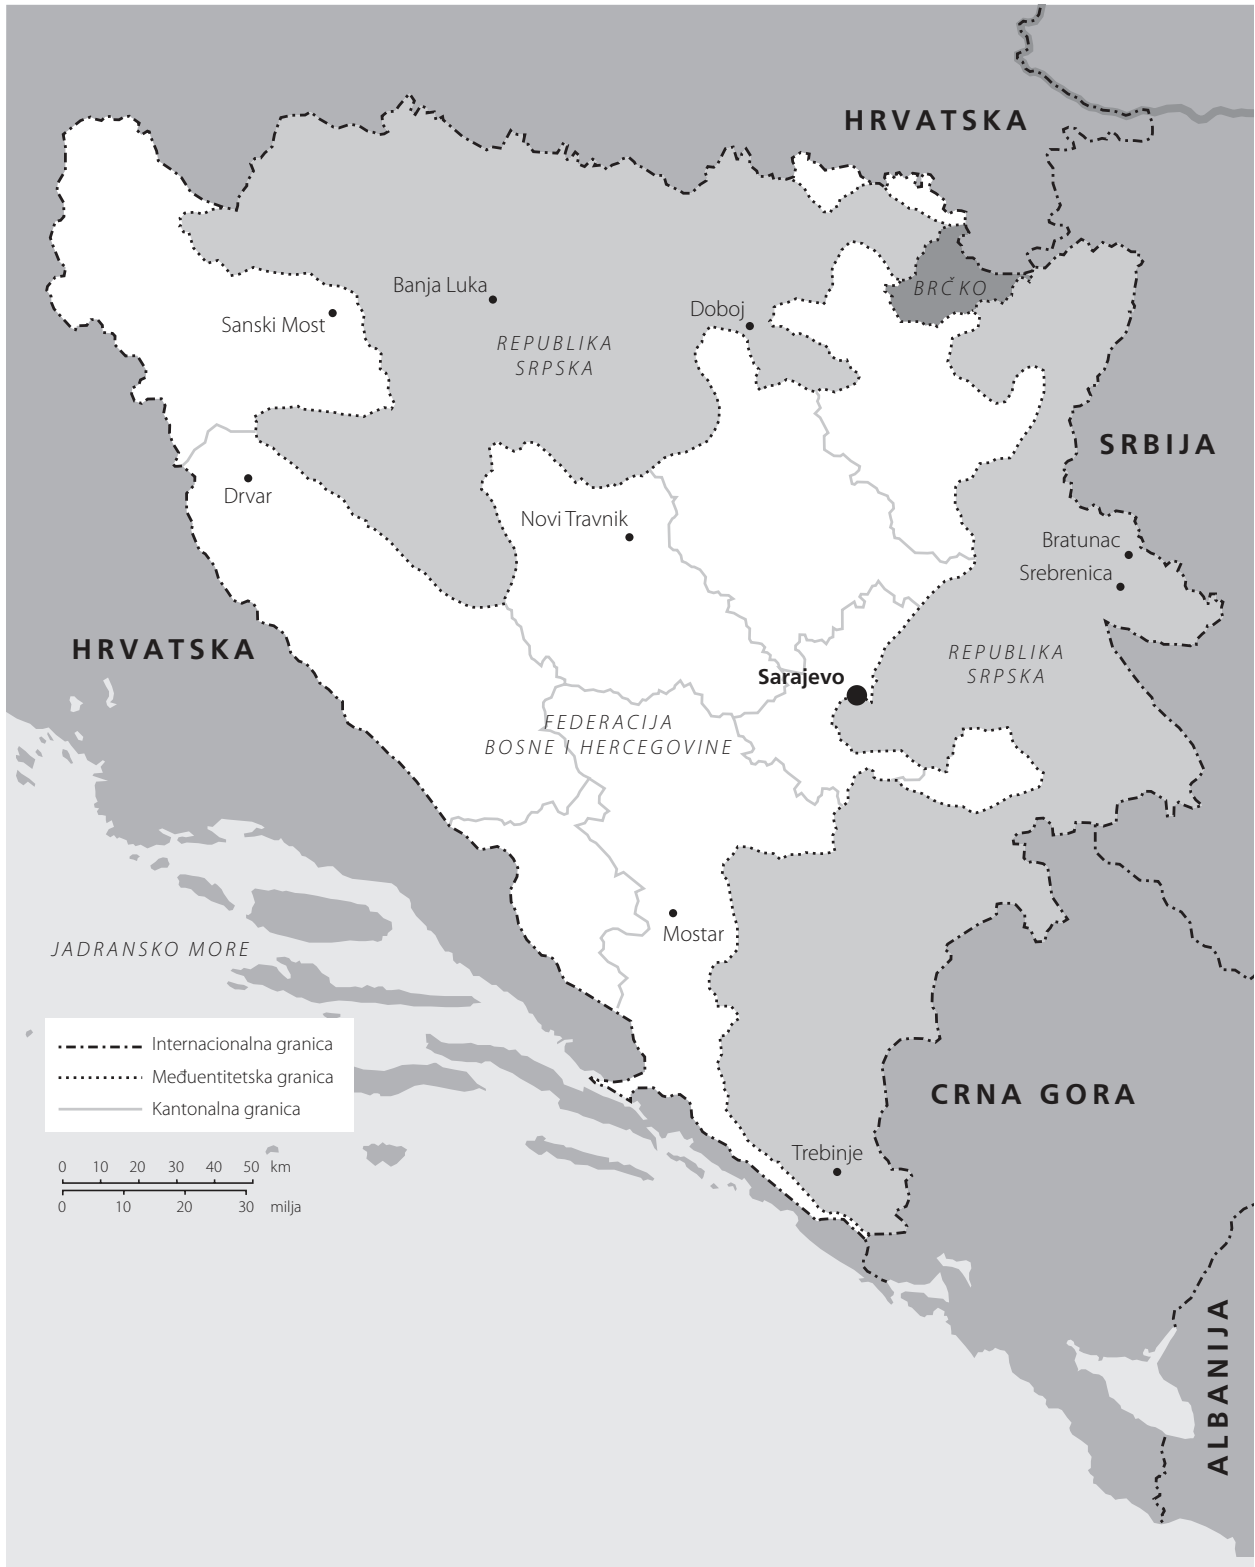 HRVATSKA
BRČKO
Banja Luka
Doboj
Sanski Most
REPUBLIKA
SRPSKA
SRBIJA
Drvar
Novi Travnik
Bratunac
Srebrenica
HRVATSKA
REPUBLIKA
SRPSKA
Sarajevo
FEDERACIJA
BOSNE I HERCEGOVINE
Mostar
JADRANSKO MORE
Internacionalna granica
Međuentitetska granica
Kantonalna granica
CRNA GORA
Trebinje
0 10 20 30 40 50 km
0 10 20 30 milja
ALBANIJA